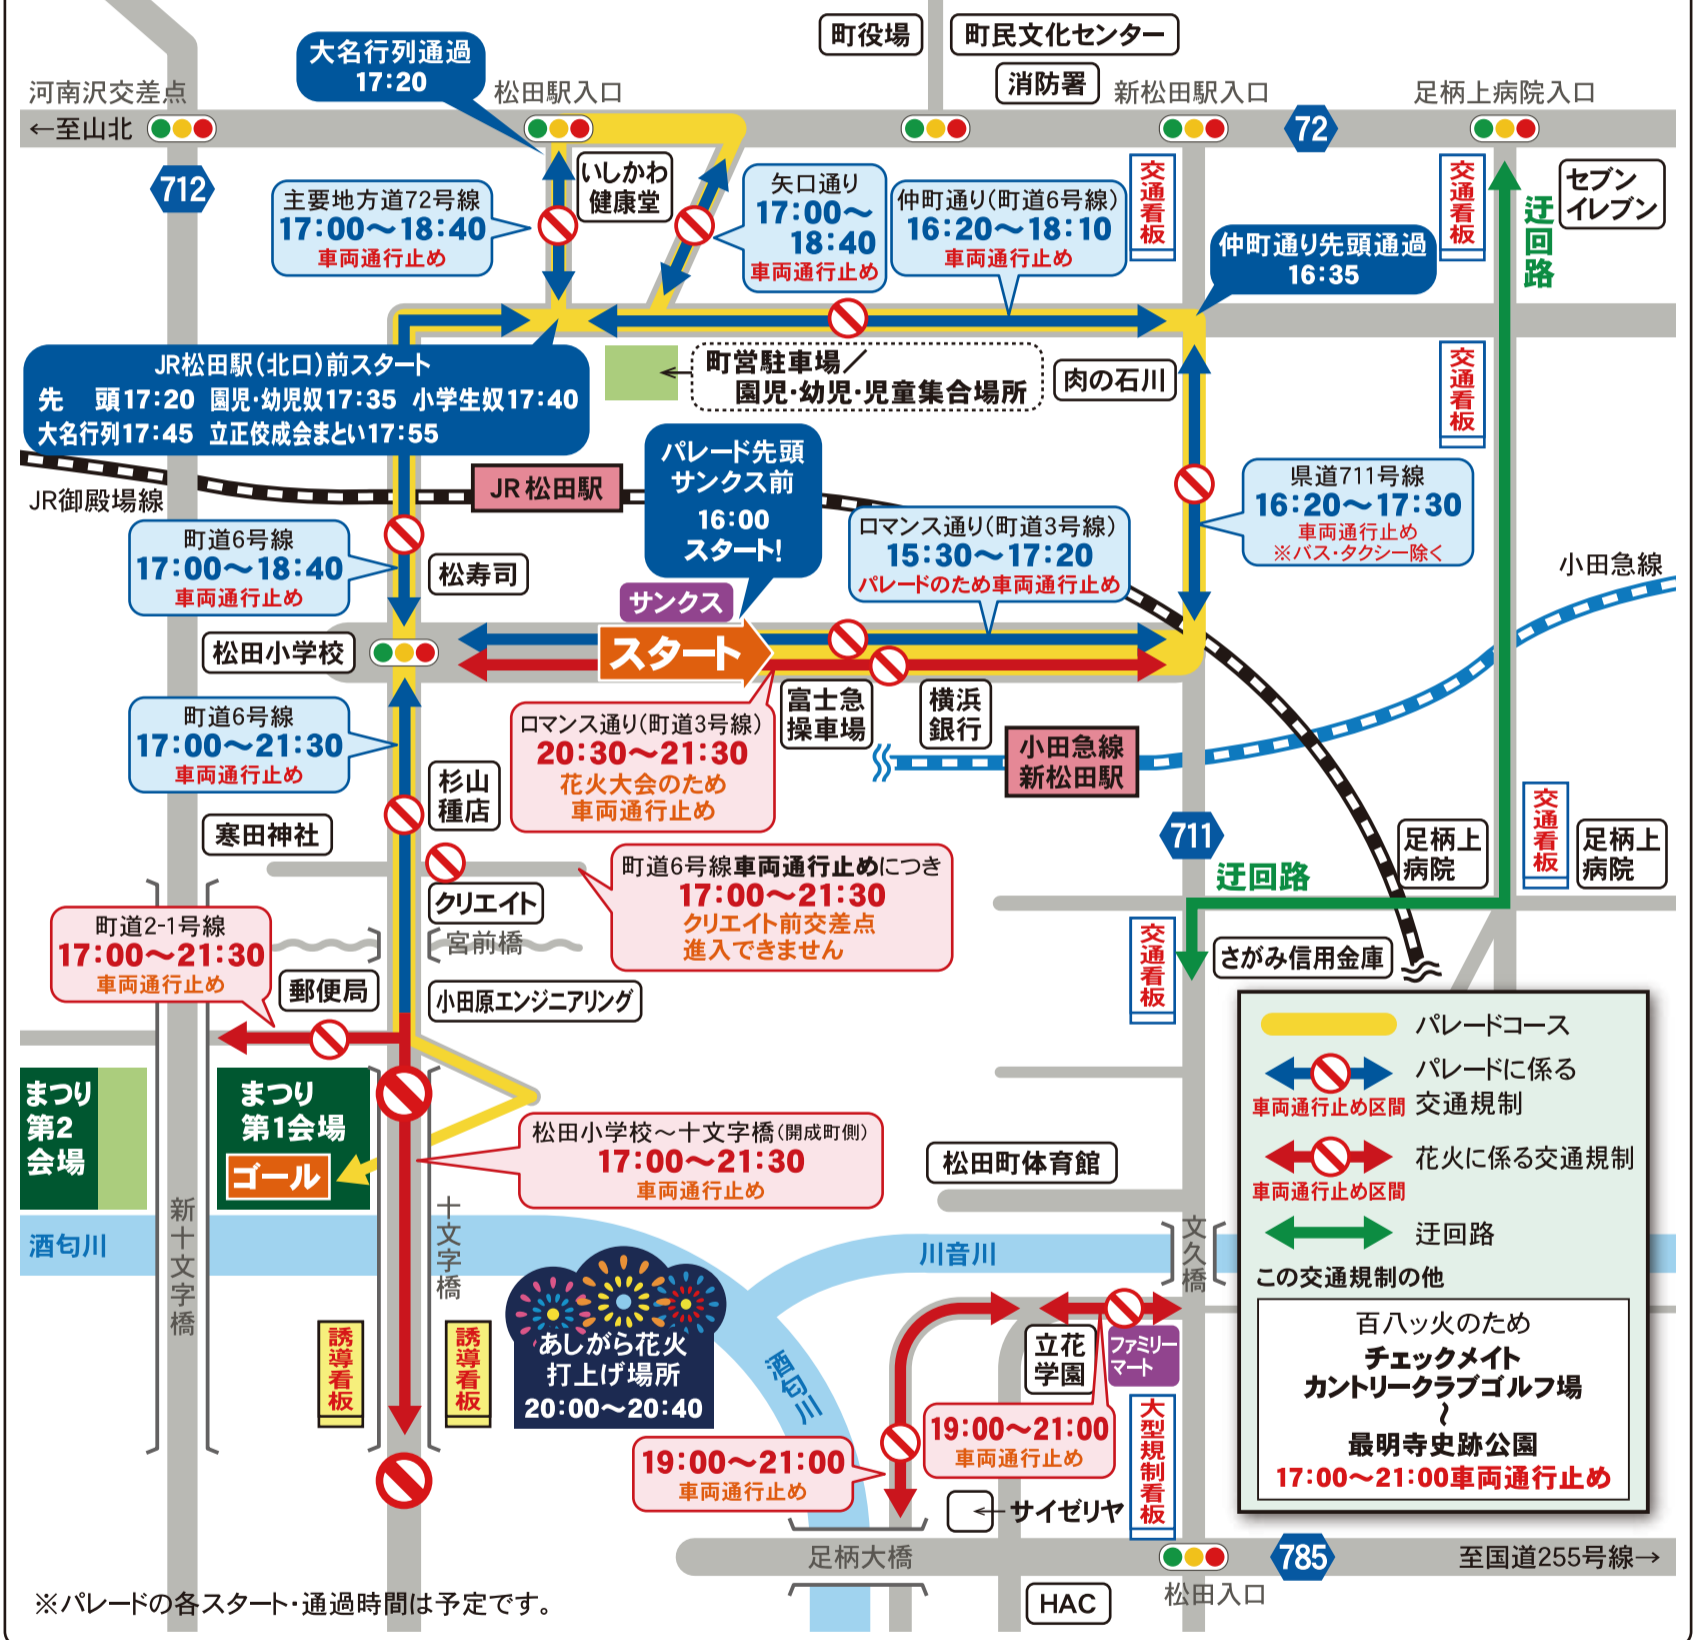 町役場
町民文化センター
大名行列通過
17:20
消防署
河南沢交差点
松田駅入口
新松田駅入口
足柄上病院入口
←至山北
72
712
主要地方道72号線
17:00～18:40
車両通行止め
いしかわ
健康堂
矢口通り
17:00～
18:40
車両通行止め
仲町通り(町道6号線)
16:20～18:10
車両通行止め
交通看板
交通看板
迂回路
セブン
イレブン
仲町通り先頭通過
16:35
JR松田駅(北口)前スタート
先　頭17:20 園児・幼児奴17:35 小学生奴17:40
大名行列17:45 立正佼成会まとい17:55
←
町営駐車場／
園児・幼児・児童集合場所
肉の石川
交通看板
JR御殿場線
JR松田駅
パレード先頭
サンクス前
16:00
スタート!
県道711号線
16:20～17:30
車両通行止め
※バス・タクシー除く
町道6号線
17:00～18:40
車両通行止め
松寿司
ロマンス通り(町道3号線)
15:30～17:20
パレードのため車両通行止め
小田急線
サンクス
松田小学校
スタート
町道6号線
17:00～21:30
車両通行止め
ロマンス通り(町道3号線)
20:30～21:30
花火大会のため
車両通行止め
富士急
操車場
横浜
銀行
小田急線
新松田駅
杉山
種店
寒田神社
711
迂回路
足柄上
病院
交通看板
足柄上
病院
町道6号線車両通行止めにつき
17:00～21:30
クリエイト前交差点
進入できません
クリエイト
町道2-1号線
17:00～21:30
車両通行止め
宮前橋
交通看板
さがみ信用金庫
郵便局
小田原エンジニアリング
パレードコース
パレードに係る
交通規制
車両通行止め区間
花火に係る交通規制
車両通行止め区間
迂回路
この交通規制の他
百八ッ火のため
チェックメイト
カントリークラブゴルフ場
～
最明寺史跡公園
17:00～21:00車両通行止め
まつり
第2
会場
まつり
第1会場
ゴール
松田小学校～十文字橋(開成町側)
17:00～21:30
車両通行止め
松田町体育館
新十文字橋
十文字橋
文久橋
酒匂川
川音川
あしがら花火
打上げ場所
20:00～20:40
誘導看板
誘導看板
酒匂川
立花
学園
ファミリー
マート
19:00～21:00
車両通行止め
19:00～21:00
車両通行止め
大型規制看板
←サイゼリヤ
足柄大橋
785
至国道255号線→
松田入口
HAC
※パレードの各スタート・通過時間は予定です。